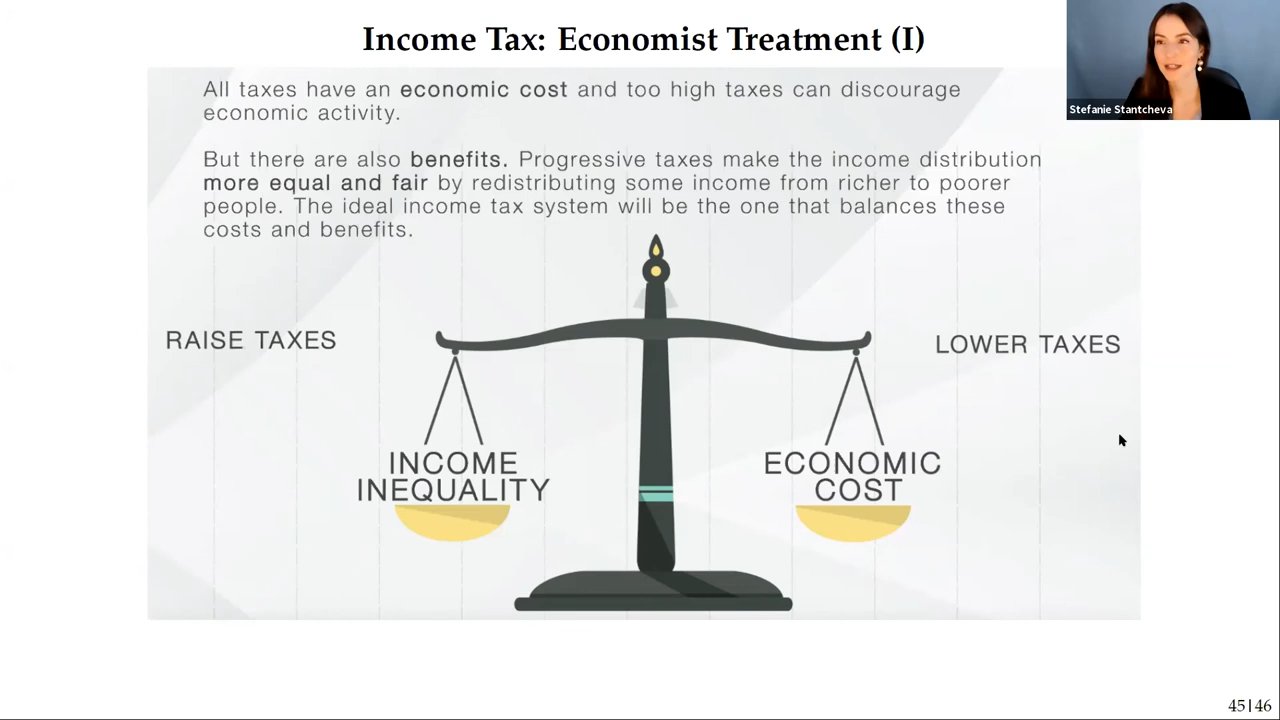 Income Tax: Economist Treatment (I)
Stefanie Stantcheva
All taxes have an economic cost and too high taxes can discourage
economic activity.
But there are also benefits. Progressive taxes make the income distribution
more equal and fair by redistributing some income from richer to poorer
people. The ideal income tax system will be the one that balances these
costs and benefits.
RAISE TAXES
LOWER TAXES
INCOME
INEQUALITY
ECONOMIC
COST
45|46